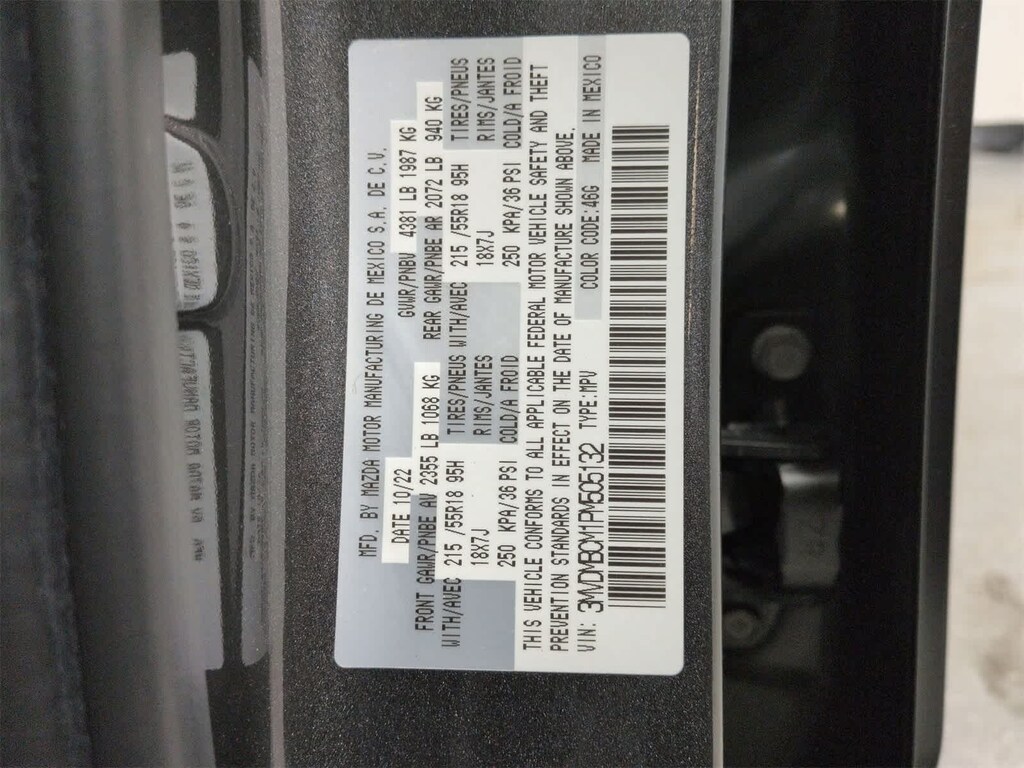 MFD. BY MAZDA MOTOR MANUFACTURING DE MEXICO S.A. DE C.V.
DATE 10/22 GVWR/PNBV 4381 LB 1987 KG
FRONT GAWR/PNBE AV 2355 LB 1068 KG REAR GAWR/PNBE AR 2072 LB 940 KG
WITH/AVEC 215 /55R18 95H TIRES/PNEUS WITH/AVEC 215 /55R18 95H TIRES/PNEUS
18X7J RIMS/JANTES 18X7J RIMS/JANTES
250 KPA/36 PSI COLD/A FROID 250 KPA/36 PSI COLD/A FROID
THIS VEHICLE CONFORMS TO ALL APPLICABLE FEDERAL MOTOR VEHICLE SAFETY AND THEFT
PREVENTION STANDARDS IN EFFECT ON THE DATE OF MANUFACTURE SHOWN ABOVE.
VIN: 3MVDMBCM1PM505132 TYPE:MPV COLOR CODE:46G MADE IN MEXICO